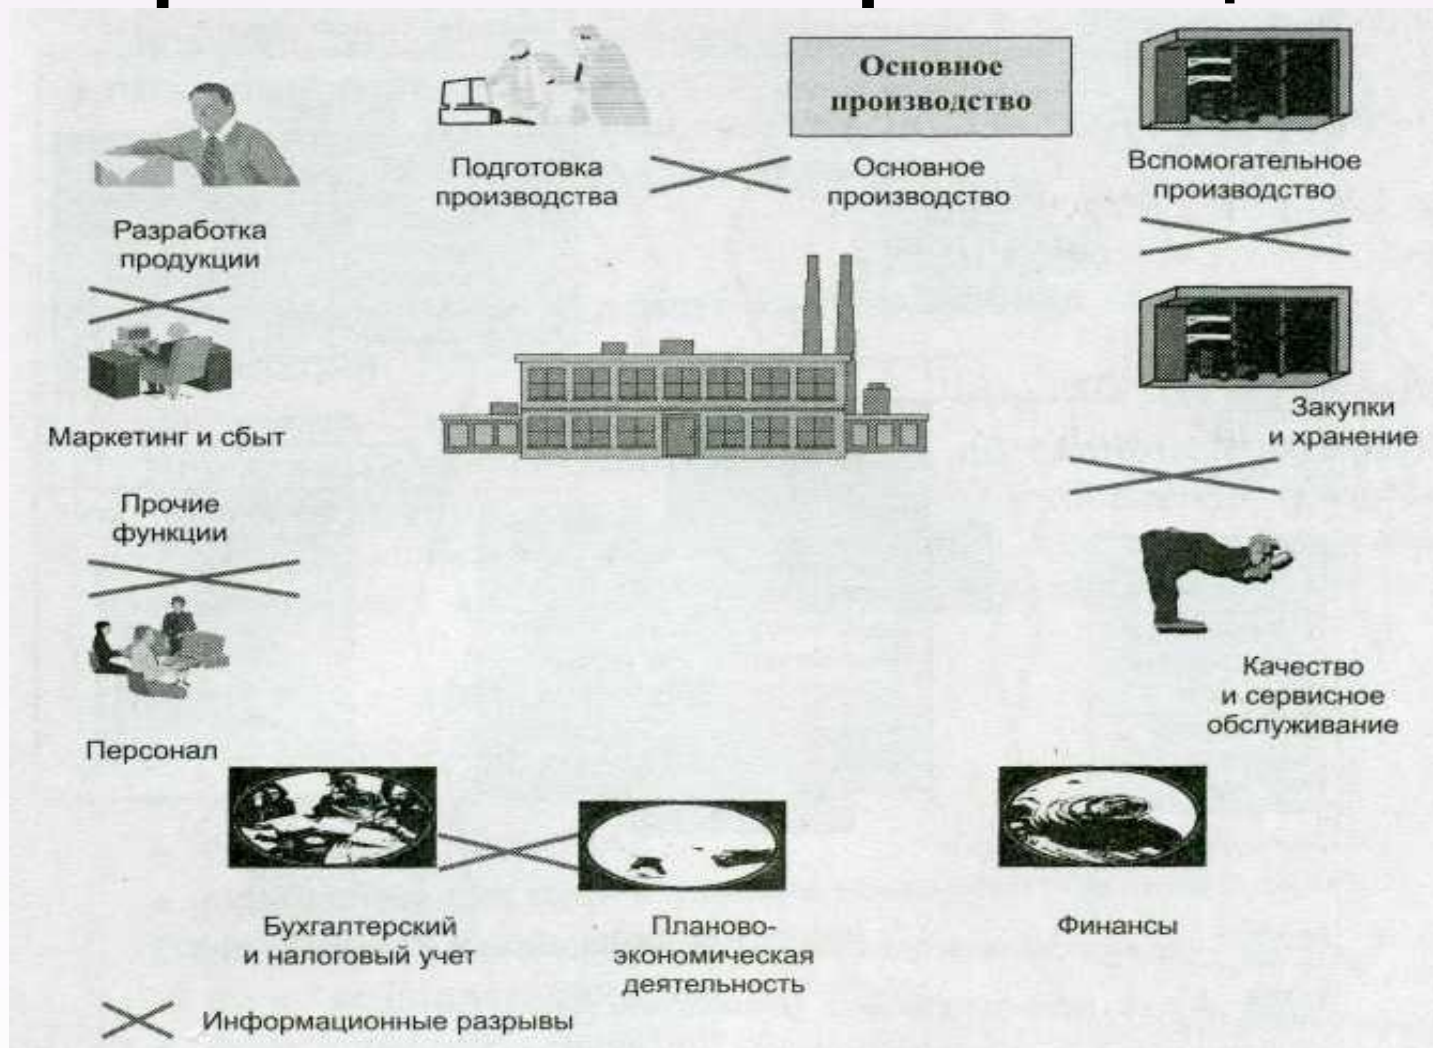 Основное
производство
Подготовка
производства
Основное
производство
Вспомогательное
производство
Разработка
продукции
Маркетинг и сбыт
Закупки
и хранение
Прочие
функции
Качество
и сервисное
обслуживание
Персонал
Бухгалтерский
и налоговый учет
Планово-
экономическая
деятельность
Финансы
Информационные разрывы